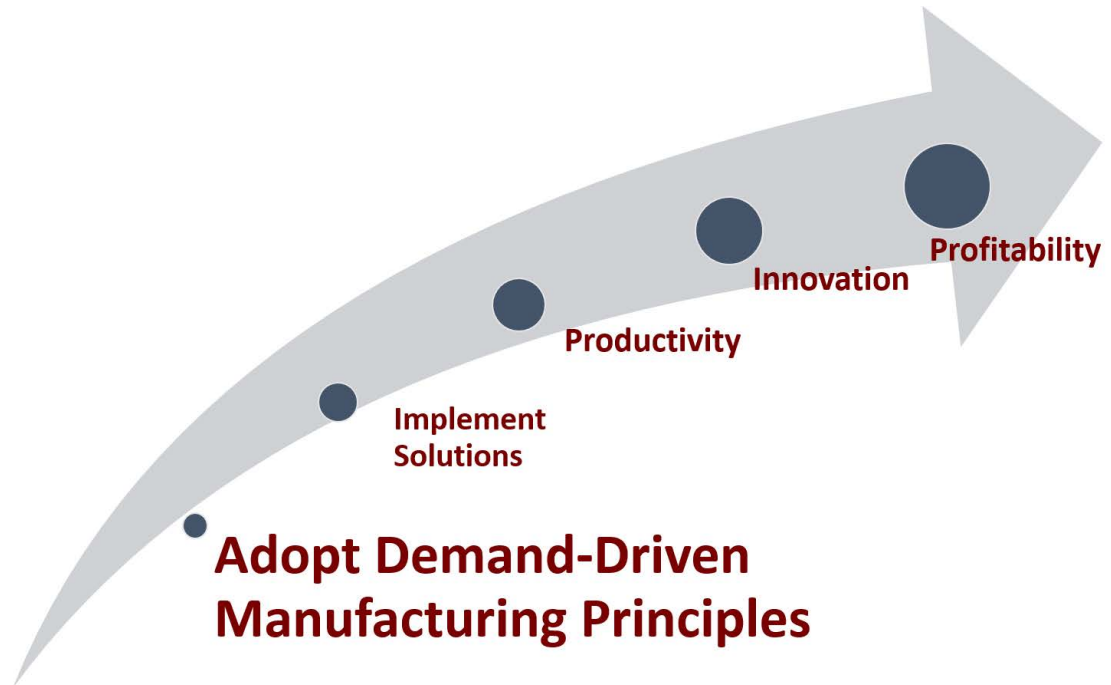 Profitability
Innovation
Productivity
Implement
Solutions
Adopt Demand-Driven
Manufacturing Principles